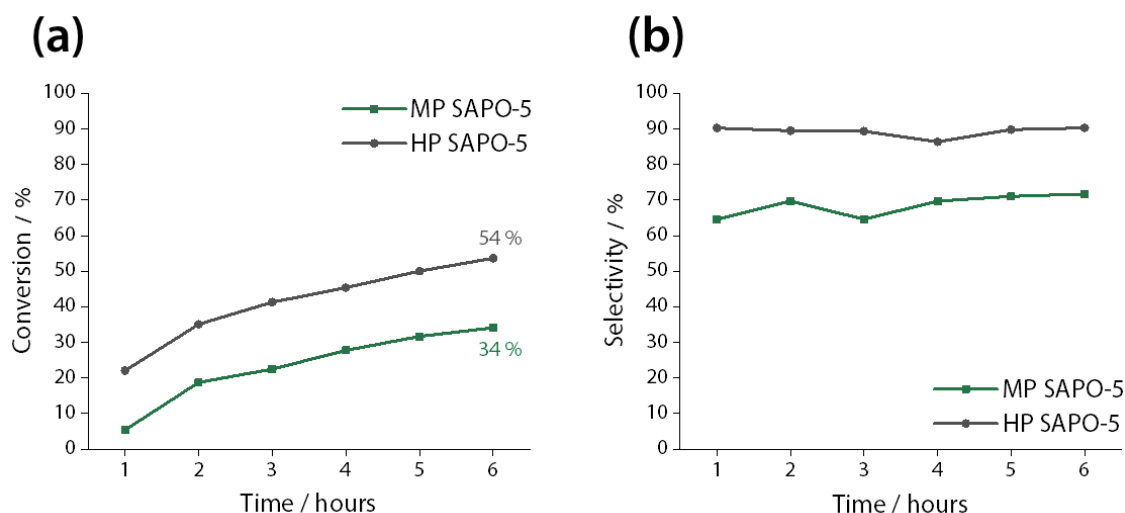 (a)
Conversion / %
100
90
80
70
60
50
40
30
20
10
0
MP SAPO-5
HP SAPO-5
54 %
34 %
1 2 3 4 5 6
Time / hours
(b)
Selectivity / %
100
90
80
70
60
50
40
30
20
10
0
MP SAPO-5
HP SAPO-5
1 2 3 4 5 6
Time / hours